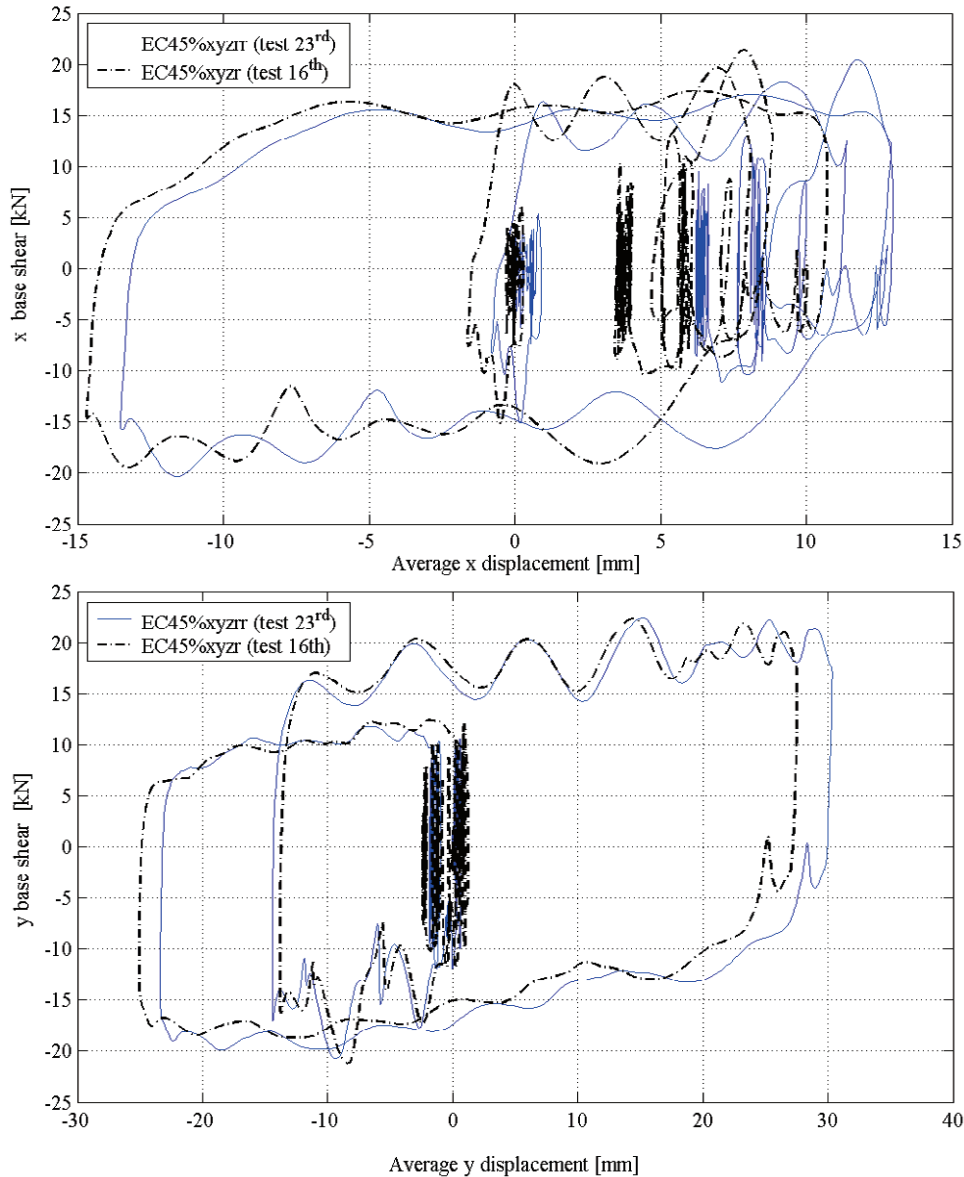 25
20
15
10
5
0
-5
-10
-15
-20
-25
x base shear [kN]
EC45%xyzrr (test 23rd)
EC45%xyzr (test 16th)
-15 -10 -5 0 5 10 15
Average x displacement [mm]
25
20
15
10
5
0
-5
-10
-15
-20
-25
y base shear [kN]
EC45%xyzrr (test 23rd)
EC45%xyzr (test 16th)
-30 -20 -10 0 10 20 30 40
Average y displacement [mm]